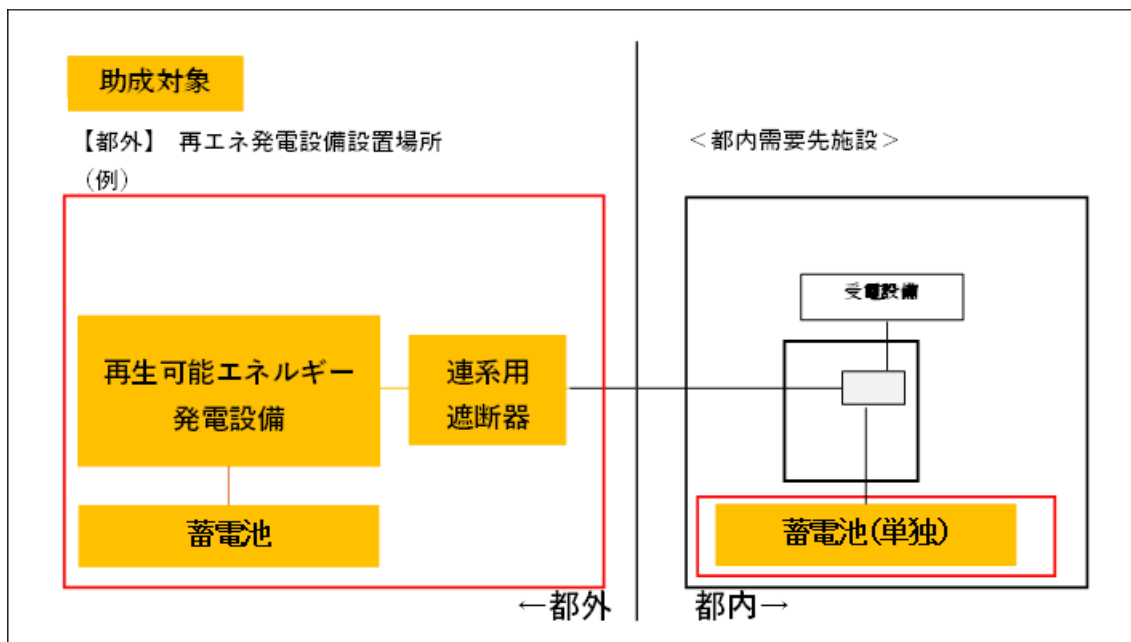 助成対象
【都外】 再エネ発電設備設置場所
(例)
再生可能エネルギー
発電設備
連系用
遮断器
蓄電池
←都外
<都内需要先施設>
受電設備
蓄電池(単独)
都内→